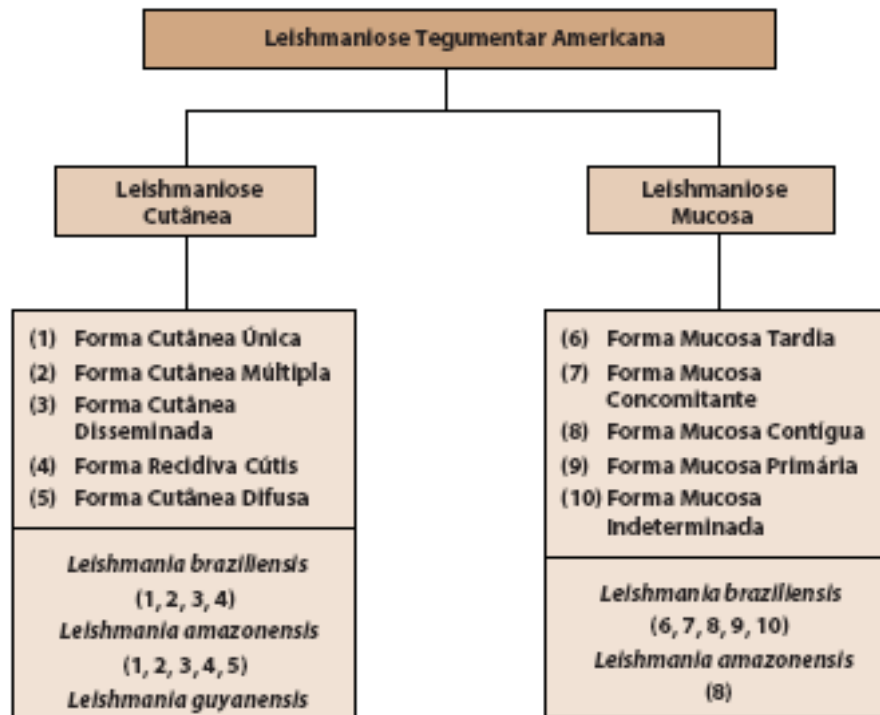 Leishmaniose Tegumentar Americana
Leishmaniose
Cutânea
(1) Forma Cutânea Única
(2) Forma Cutânea Múltipla
(3) Forma Cutânea
Disseminada
(4) Forma Recidiva Cútis
(5) Forma Cutânea Difusa
Leishmania braziliensis
(1, 2, 3, 4)
Leishmania amazonensis
(1, 2, 3, 4, 5)
Leishmania guyanensis
Leishmaniose
Mucosa
(6) Forma Mucosa Tardia
(7) Forma Mucosa
Concomitante
(8) Forma Mucosa Contígua
(9) Forma Mucosa Primária
(10) Forma Mucosa
Indeterminada
Leishmania braziliensis
(6, 7, 8, 9, 10)
Leishmania amazonensis
(8)